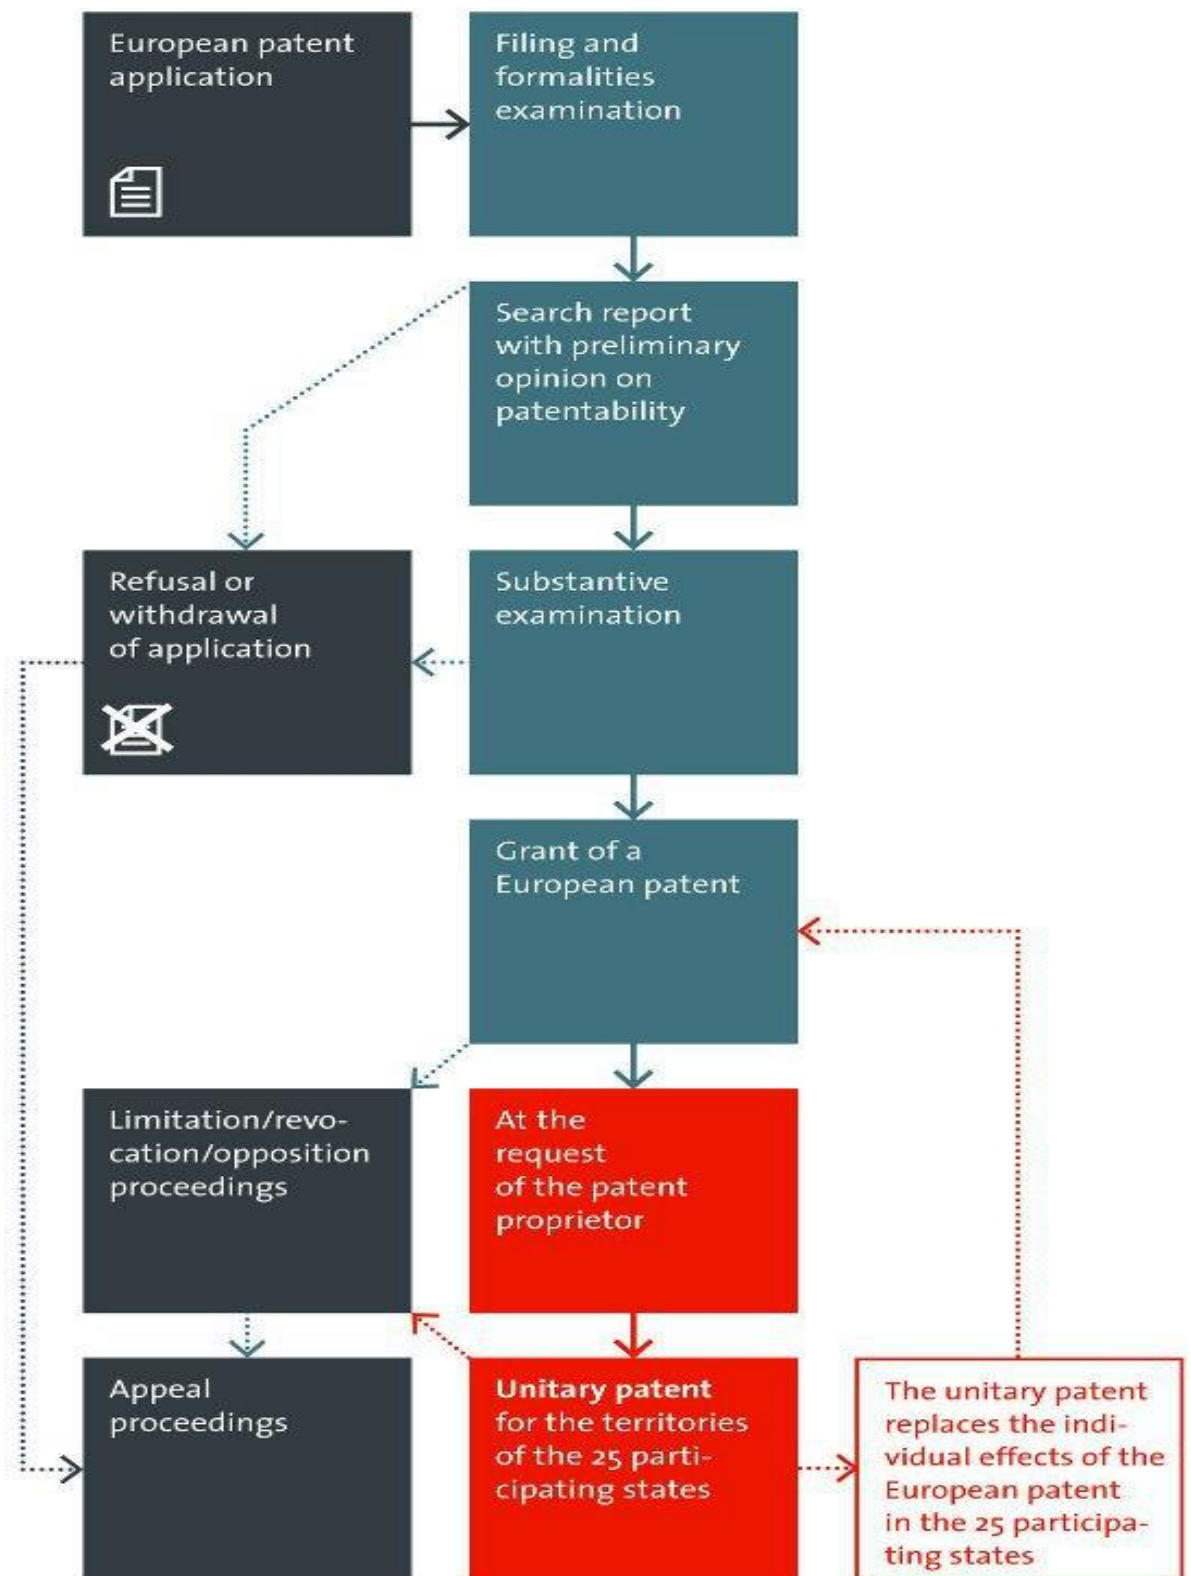 European patent
application
Filing and
formalities
examination
Search report
with preliminary
opinion on
patentability
Refusal or
withdrawal
of application
Substantive
examination
Grant of a
European patent
Limitation/revo-
cation/opposition
proceedings
At the
request
of the patent
proprietor
Appeal
proceedings
Unitary patent
for the territories
of the 25 parti-
cipating states
The unitary patent
replaces the indi-
vidual effects of the
European patent
in the 25 participa-
ting states